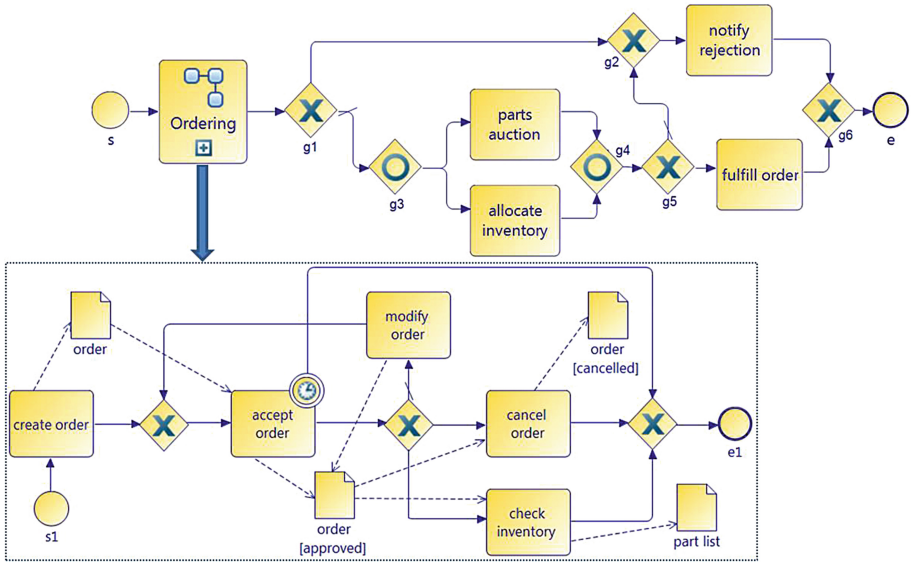 notify
rejection
g2
Ordering
s
g1
parts
auction
g4
g6
e
g3
g5
fulfill order
allocate
inventory
modify
order
order
order
[cancelled]
create order
accept
order
cancel
order
e1
s1
order
[approved]
check
inventory
part list